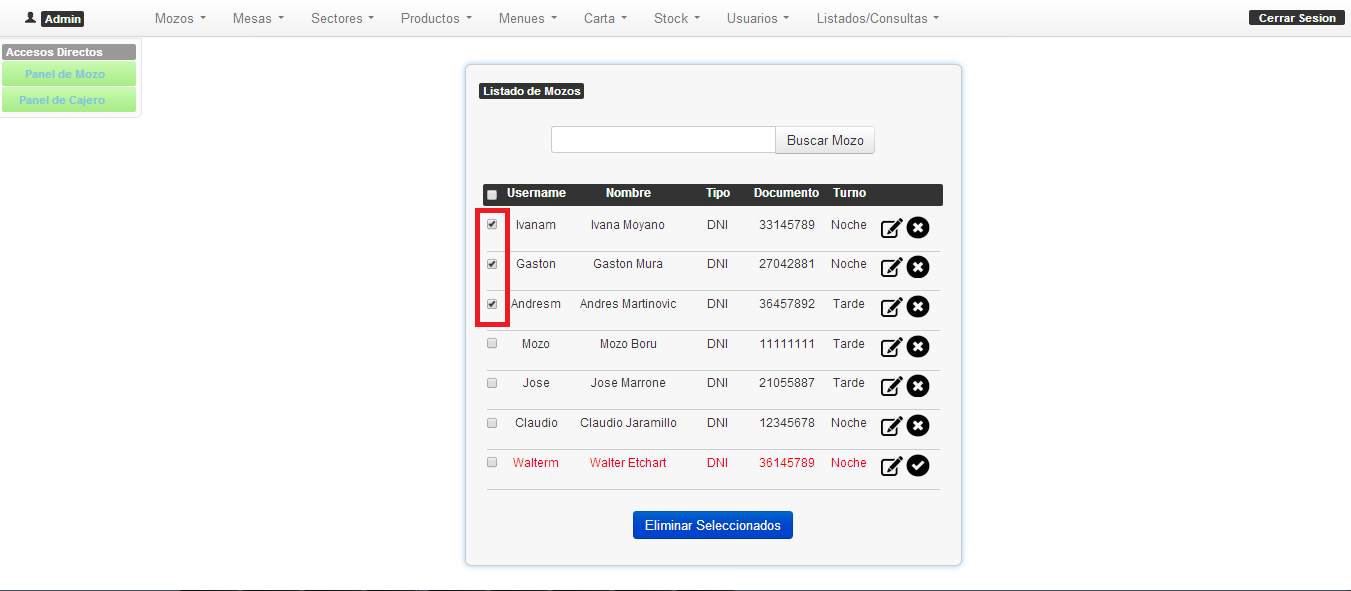 Admin Mozos Mesas Sectores Productos Menues Carta Stock Usuarios Listados/Consultas Cerrar Sesion
Accesos Directos
Panel de Mozo
Panel de Cajero
Listado de Mozos
Buscar Mozo
Username Nombre Tipo Documento Turno
Ivanam Ivana Moyano DNI 33145789 Noche
Gaston Gaston Mura DNI 27042881 Noche
Andresm Andres Martinovic DNI 36457892 Tarde
Mozo Mozo Boru DNI 11111111 Tarde
Jose Jose Marrone DNI 21055887 Tarde
Claudio Claudio Jaramillo DNI 12345678 Noche
Walterm Walter Etchart DNI 36145789 Noche
Eliminar Seleccionados